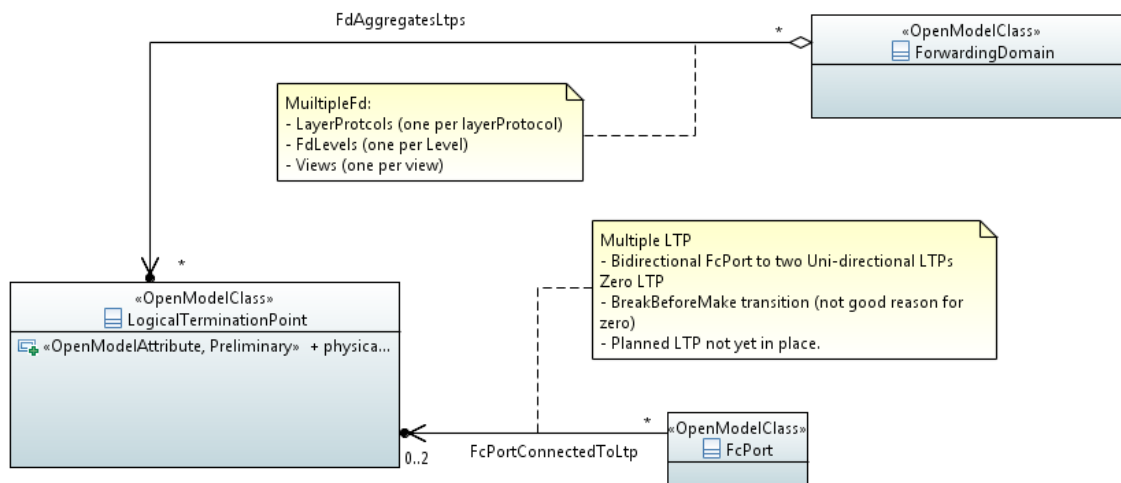 FdAggregatesLtps
*
«OpenModelClass»
ForwardingDomain
MuiltipleFd:
- LayerProtcols (one per layerProtocol)
- FdLevels (one per Level)
- Views (one per view)
Multiple LTP
- Bidirectional FcPort to two Uni-directional LTPs
Zero LTP
- BreakBeforeMake transition (not good reason for
zero)
- Planned LTP not yet in place.
*
«OpenModelClass»
LogicalTerminationPoint
«OpenModelAttribute, Preliminary» + physica...
*
«OpenModelClass»
FcPort
0..2
FcPortConnectedToLtp